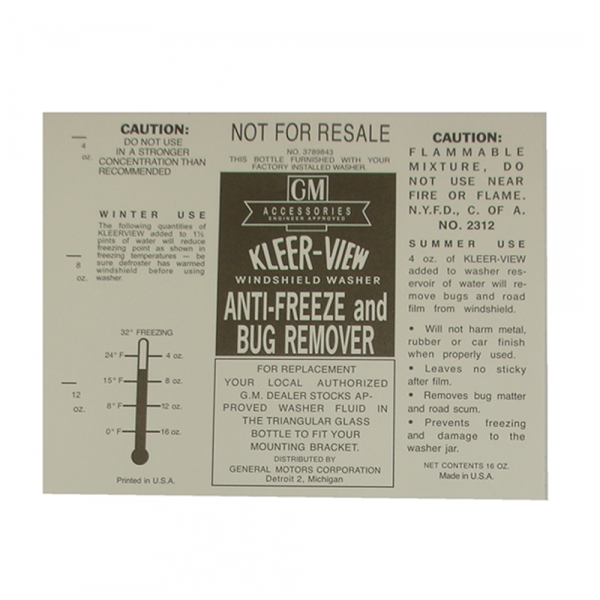 CAUTION:
DO NOT USE
IN A STRONGER
CONCENTRATION THAN
RECOMMENDED
4
oz.
8
oz.
12
oz.
WINTER USE
The following quantities of
KLEERVIEW added to 1½
pints of water will reduce
freezing point as shown in
freezing temperatures — be
sure defroster has warmed
windshield before using
washer.
32° FREEZING
24° F 4 oz.
15° F 8 oz.
8° F 12 oz.
0° F 16 oz.
Printed in U.S.A.
NOT FOR RESALE
NO. 3789843
THIS BOTTLE FURNISHED WITH YOUR
FACTORY INSTALLED WASHER
GM
ACCESSORIES
ENGINEER APPROVED
KLEER-VIEW
WINDSHIELD WASHER
ANTI-FREEZE and
BUG REMOVER
FOR REPLACEMENT
YOUR LOCAL AUTHORIZED
G.M. DEALER STOCKS AP-
PROVED WASHER FLUID IN
THE TRIANGULAR GLASS
BOTTLE TO FIT YOUR
MOUNTING BRACKET.
DISTRIBUTED BY
GENERAL MOTORS CORPORATION
Detroit 2, Michigan
CAUTION:
FLAMMABLE
MIXTURE, DO
NOT USE NEAR
FIRE OR FLAME.
N.Y.F.D., C. OF A.
NO. 2312
SUMMER USE
4 oz. of KLEER-VIEW
added to washer res-
ervoir of water will re-
move bugs and road
film from windshield.
• Will not harm metal,
rubber or car finish
when properly used.
• Leaves no sticky
after film.
• Removes bug matter
and road scum.
• Prevents freezing
and damage to the
washer jar.
NET CONTENTS 16 OZ.
Made in U.S.A.